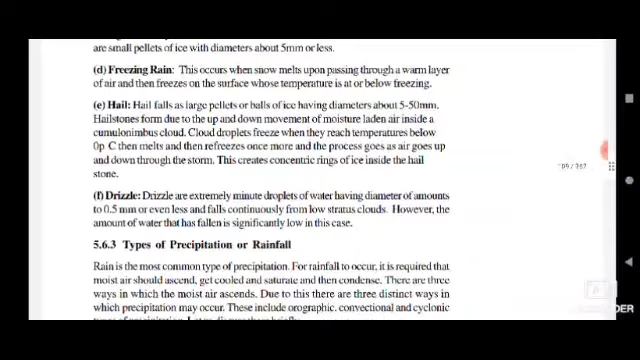 are small pellets of ice with diameters about 5mm or less.
(d) Freezing Rain: This occurs when snow melts upon passing through a warm layer
of air and then freezes on the surface whose temperature is at or below freezing.
(e) Hail: Hail falls as large pellets or balls of ice having diameters about 5-50mm.
Hailstones form due to the up and down movement of moisture laden air inside a
cumulonimbus cloud. Cloud droplets freeze when they reach temperatures below
0p C then melts and then refreezes once more and the process goes as air goes up
and down through the storm. This creates concentric rings of ice inside the hail
stone.
109 / 367
(f) Drizzle: Drizzle are extremely minute droplets of water having diameter of amounts
to 0.5 mm or even less and falls continuously from low stratus clouds. However, the
amount of water that has fallen is significantly low in this case.
5.6.3 Types of Precipitation or Rainfall
Rain is the most common type of precipitation. For rainfall to occur, it is required that
moist air should ascend, get cooled and saturate and then condense. There are three
ways in which the moist air ascends. Due to this there are three distinct ways in
which precipitation may occur. These include orographic, convectional and cyclonic